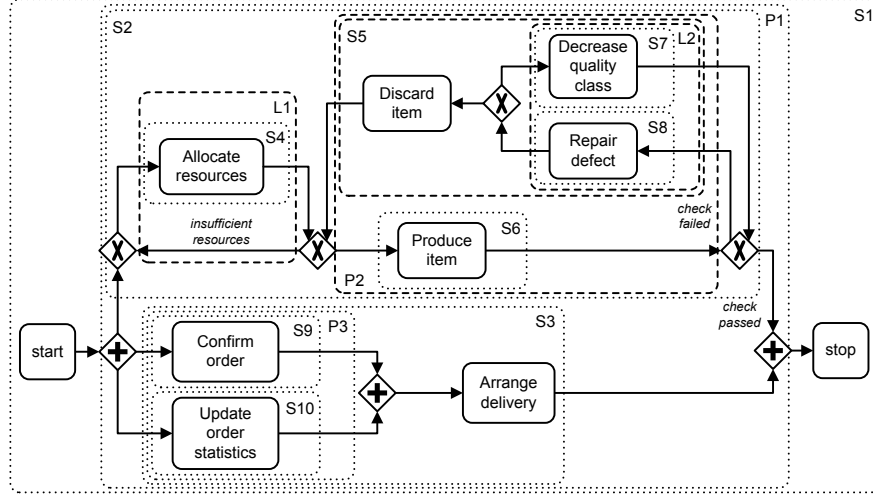 S2
P1
S1
S5
S7
L2
Decrease
quality
class
Discard
item
L1
S4
Allocate
resources
S8
Repair
defect
insufficient
resources
check
failed
S6
Produce
item
P2
check
passed
S3
start
S9
P3
Confirm
order
stop
Arrange
delivery
S10
Update
order
statistics